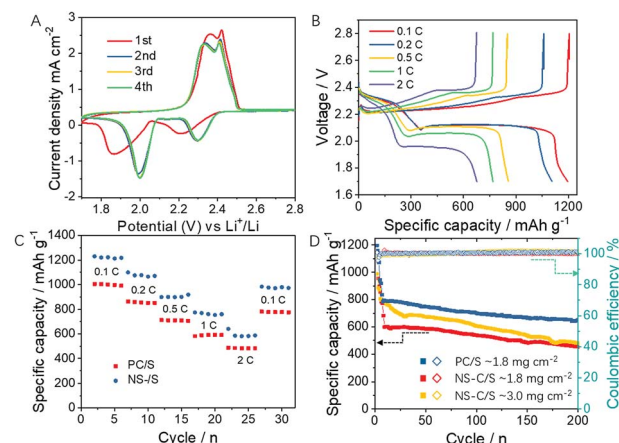 A
1st
2nd
3rd
4th
Current density mA cm⁻²
3
2
1
0
-1
-2
1.8 2.0 2.2 2.4 2.6 2.8
Potential (V) vs Li⁺/Li
B
0.1 C
0.2 C
0.5 C
1 C
2 C
Voltage / V
2.8
2.6
2.4
2.2
2.0
1.8
1.6
0 200 400 600 800 1000 1200
Specific capacity / mAh g⁻¹
C
Specific capacity / mAh g⁻¹
1400
1200
1000
800
600
400
200
0
0.1 C
0.2 C
0.5 C
1 C
2 C
0.1 C
PC/S
NS-/S
0 5 10 15 20 25 30
Cycle / n
D
Specific capacity / mAh g⁻¹
1200
1000
800
600
400
200
0
PC/S ~1.8 mg cm⁻²
NS-C/S ~1.8 mg cm⁻²
NS-C/S ~3.0 mg cm⁻²
100
80
60
40
20
0
Coulombic efficiency / %
0 50 100 150 200
Cycle / n